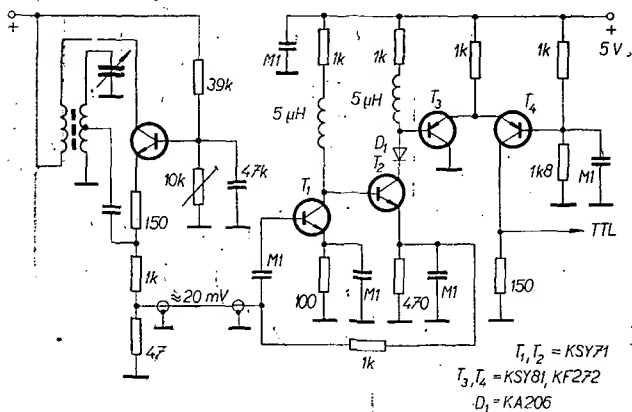 +
M1
1k
1k
1k
1k
+
5 V
39k
5 µH
5 µH
T3
T4
D1
T2
10k
47k
T1
1k8
M1
150
TTL
1k
M1
≈20 mV
100
M1
470
M1
150
47
1k
T1, T2 = KSY71
T3, T4 = KSY81, KF272
D1 = KA206